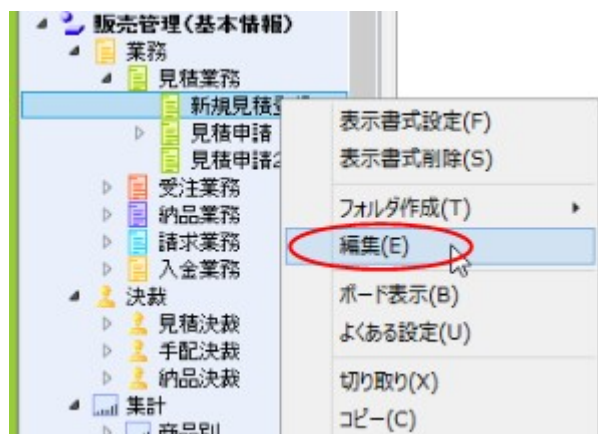 販売管理(基本情報)
業務
見積業務
新規見積
見積申請
見積申請2
受注業務
納品業務
請求業務
入金業務
決裁
見積決裁
手配決裁
納品決裁
集計
商品別
表示書式設定(F)
表示書式削除(S)
フォルダ作成(T)
編集(E)
ボード表示(B)
よくある設定(U)
切り取り(X)
コピー(C)